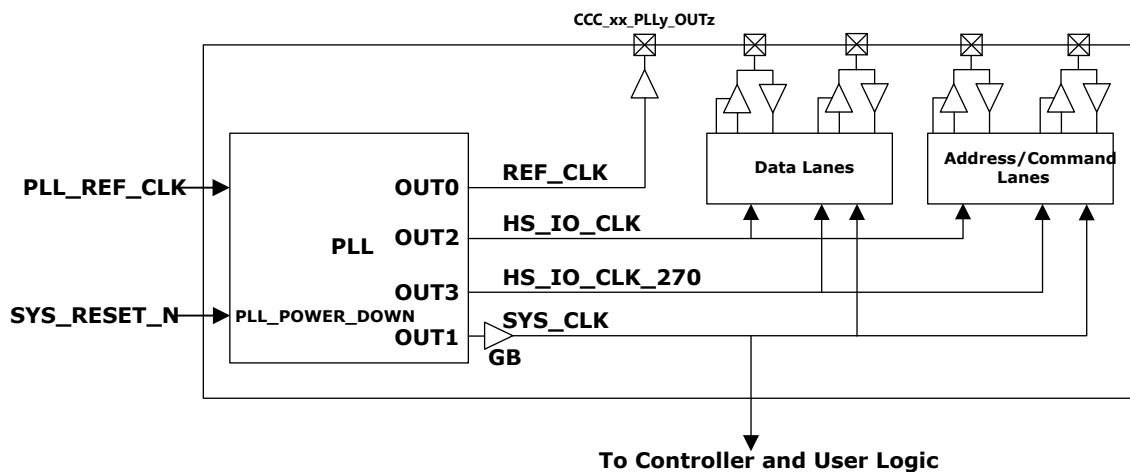 CCC_xx_PLLy_OUTz
Data Lanes
Address/Command
Lanes
PLL_REF_CLK
OUT0
REF_CLK
PLL
OUT2
HS_IO_CLK
OUT3
HS_IO_CLK_270
SYS_RESET_N
PLL_POWER_DOWN
OUT1
SYS_CLK
GB
To Controller and User Logic